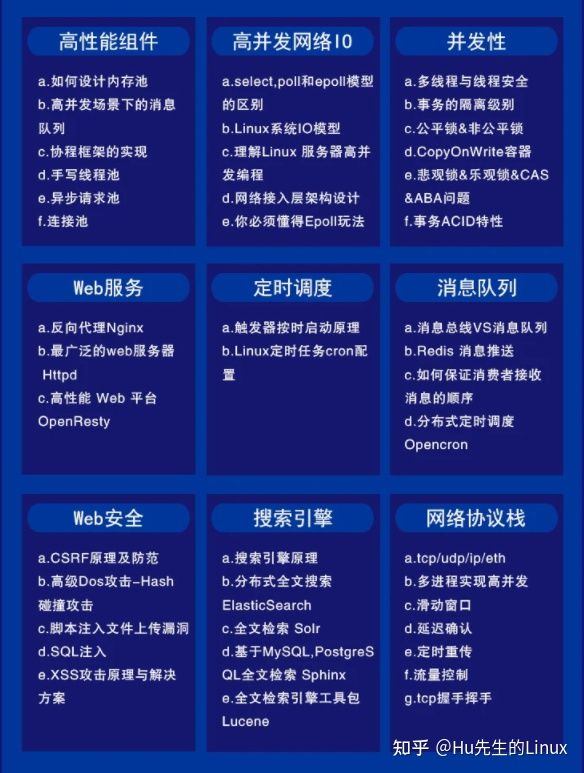 高性能组件
a.如何设计内存池
b.高并发场景下的消息
队列
c.协程框架的实现
d.手写线程池
e.异步请求池
f.连接池
高并发网络IO
a.select,poll和epoll模型
的区别
b.Linux系统IO模型
c.理解Linux 服务器高并
发编程
d.网络接入层架构设计
e.你必须懂得Epoll玩法
并发性
a.多线程与线程安全
b.事务的隔离级别
c.公平锁&非公平锁
d.CopyOnWrite容器
e.悲观锁&乐观锁&CAS
&ABA问题
f.事务ACID特性
Web服务
a.反向代理Nginx
b.最广泛的web服务器
Httpd
c.高性能 Web 平台
OpenResty
定时调度
a.触发器按时启动原理
b.Linux定时任务cron配
置
消息队列
a.消息总线VS消息队列
b.Redis 消息推送
c.如何保证消费者接收
消息的顺序
d.分布式定时调度
Opencron
Web安全
a.CSRF原理及防范
b.高级Dos攻击-Hash
碰撞攻击
c.脚本注入文件上传漏洞
d.SQL注入
e.XSS攻击原理与解决
方案
搜索引擎
a.搜索引擎原理
b.分布式全文搜索
ElasticSearch
c.全文检索 Solr
d.基于MySQL,PostgreS
QL全文检索 Sphinx
e.全文检索引擎工具包
Lucene
网络协议栈
a.tcp/udp/ip/eth
b.多进程实现高并发
c.滑动窗口
d.延迟确认
e.定时重传
f.流量控制
g.tcp握手挥手
知乎 @Hu先生的Linux